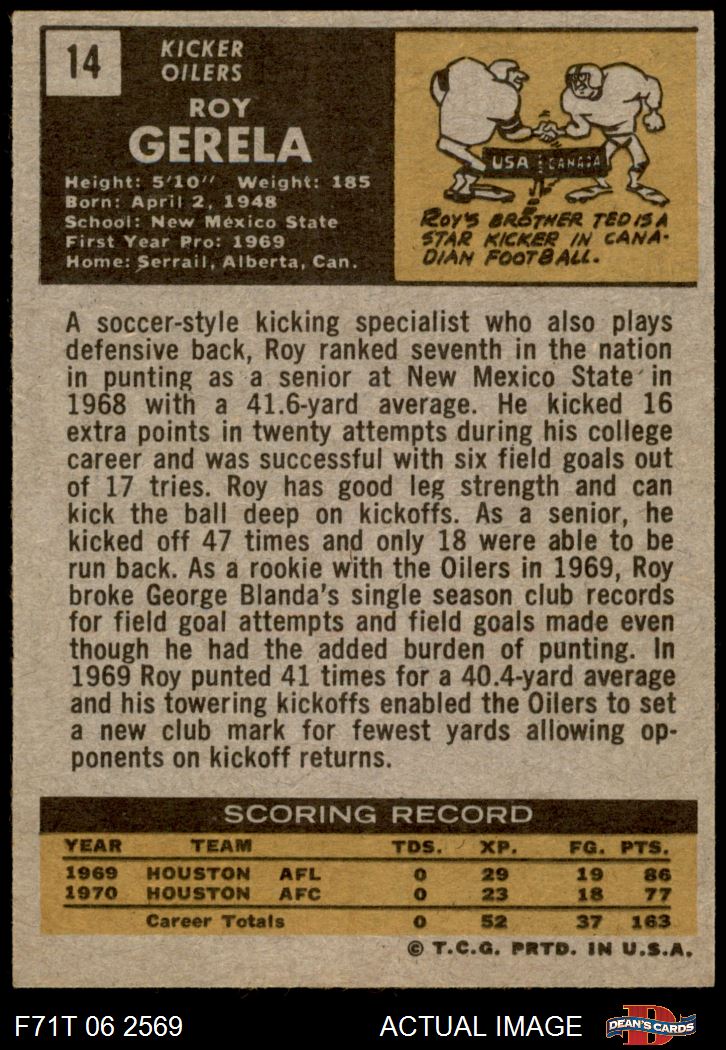 14
KICKER
OILERS
ROY
GERELA
Height: 5'10" Weight: 185
Born: April 2, 1948
School: New Mexico State
First Year Pro: 1969
Home: Serrail, Alberta, Can.
USA CANADA
ROY'S BROTHER TED IS A
STAR KICKER IN CANA-
DIAN FOOTBALL.
A soccer-style kicking specialist who also plays
defensive back, Roy ranked seventh in the nation
in punting as a senior at New Mexico State in
1968 with a 41.6-yard average. He kicked 16
extra points in twenty attempts during his college
career and was successful with six field goals out
of 17 tries. Roy has good leg strength and can
kick the ball deep on kickoffs. As a senior, he
kicked off 47 times and only 18 were able to be
run back. As a rookie with the Oilers in 1969, Roy
broke George Blanda's single season club records
for field goal attempts and field goals made even
though he had the added burden of punting. In
1969 Roy punted 41 times for a 40.4-yard average
and his towering kickoffs enabled the Oilers to set
a new club mark for fewest yards allowing op-
ponents on kickoff returns.
SCORING RECORD
YEAR TEAM TDS. XP. FG. PTS.
1969 HOUSTON AFL 0 29 19 86
1970 HOUSTON AFC 0 23 18 77
Career Totals 0 52 37 163
© T.C.G. PRTD. IN U.S.A.
F71T 06 2569 ACTUAL IMAGE D DEAN'S CARDS